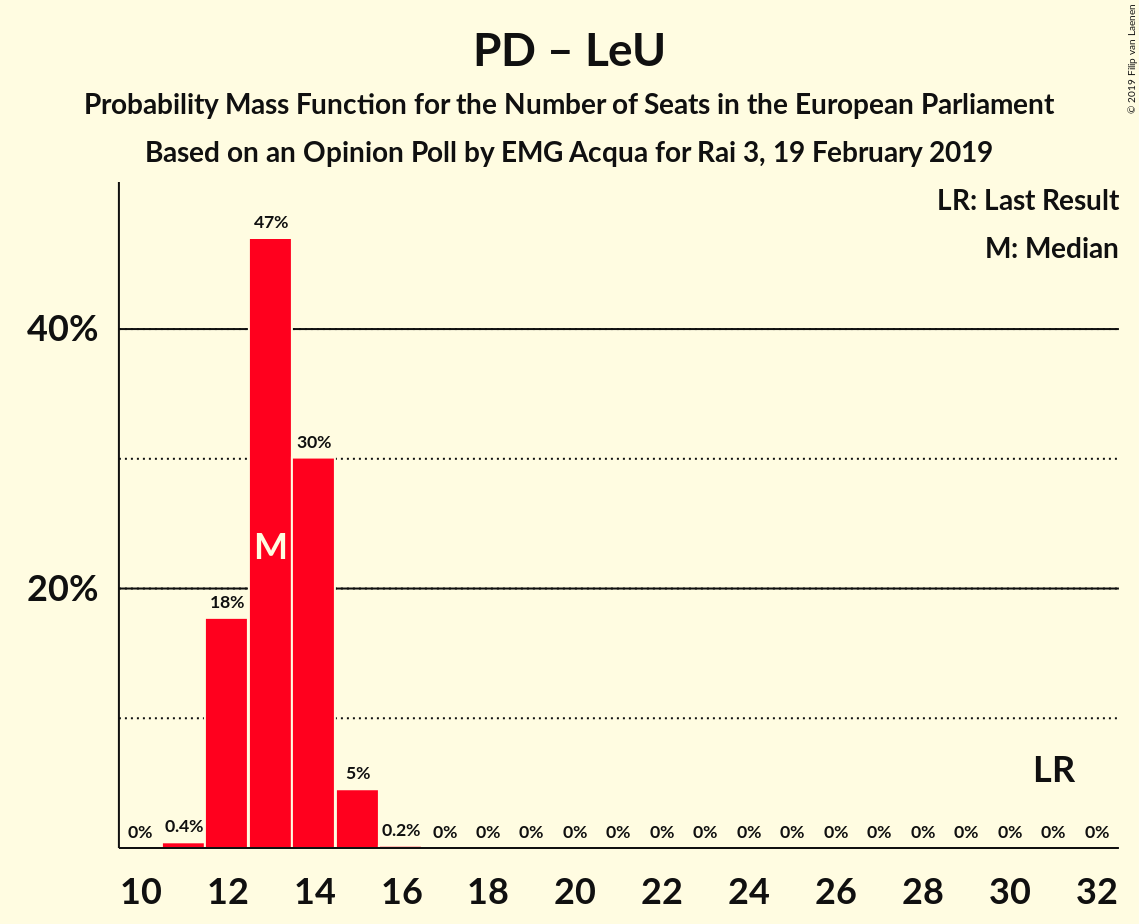 PD – LeU
Probability Mass Function for the Number of Seats in the European Parliament
Based on an Opinion Poll by EMG Acqua for Rai 3, 19 February 2019
© 2019 Filip van Laenen
LR: Last Result
M: Median
40%
20%
0% 0.4% 18% 47% 30% 5% 0.2% 0% 0% 0% 0% 0% 0% 0% 0% 0% 0% 0% 0% 0% 0% 0% 0%
M
LR
10 12 14 16 18 20 22 24 26 28 30 32